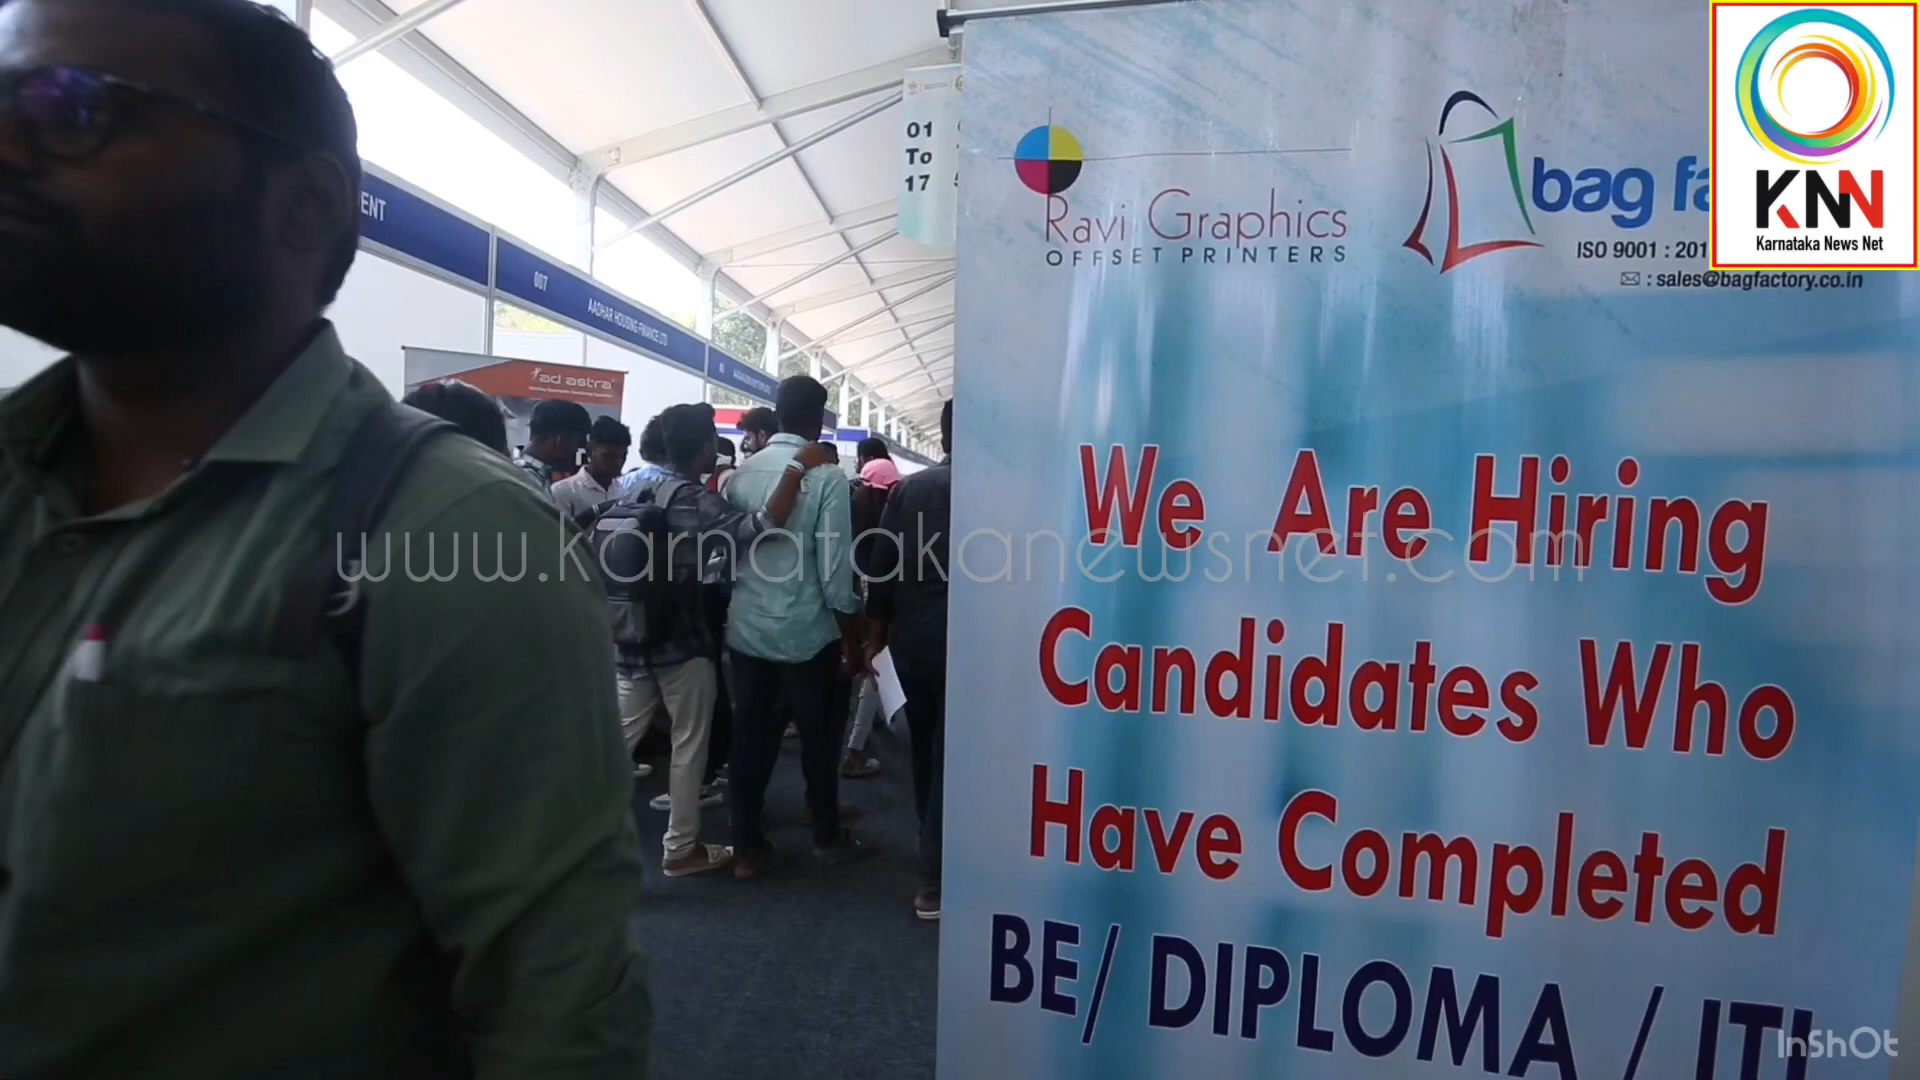 KNN
Karnataka News Net
01
To
17
Ravi Graphics
OFFSET PRINTERS
bag fa
ISO 9001 : 201
: sales@bagfactory.co.in
ENT
007
AADHAR HOUSING FINANCE LTD
ad astra
www.karnatakanewsnet.com
We Are Hiring
Candidates Who
Have Completed
BE/ DIPLOMA / ITI
InShOt